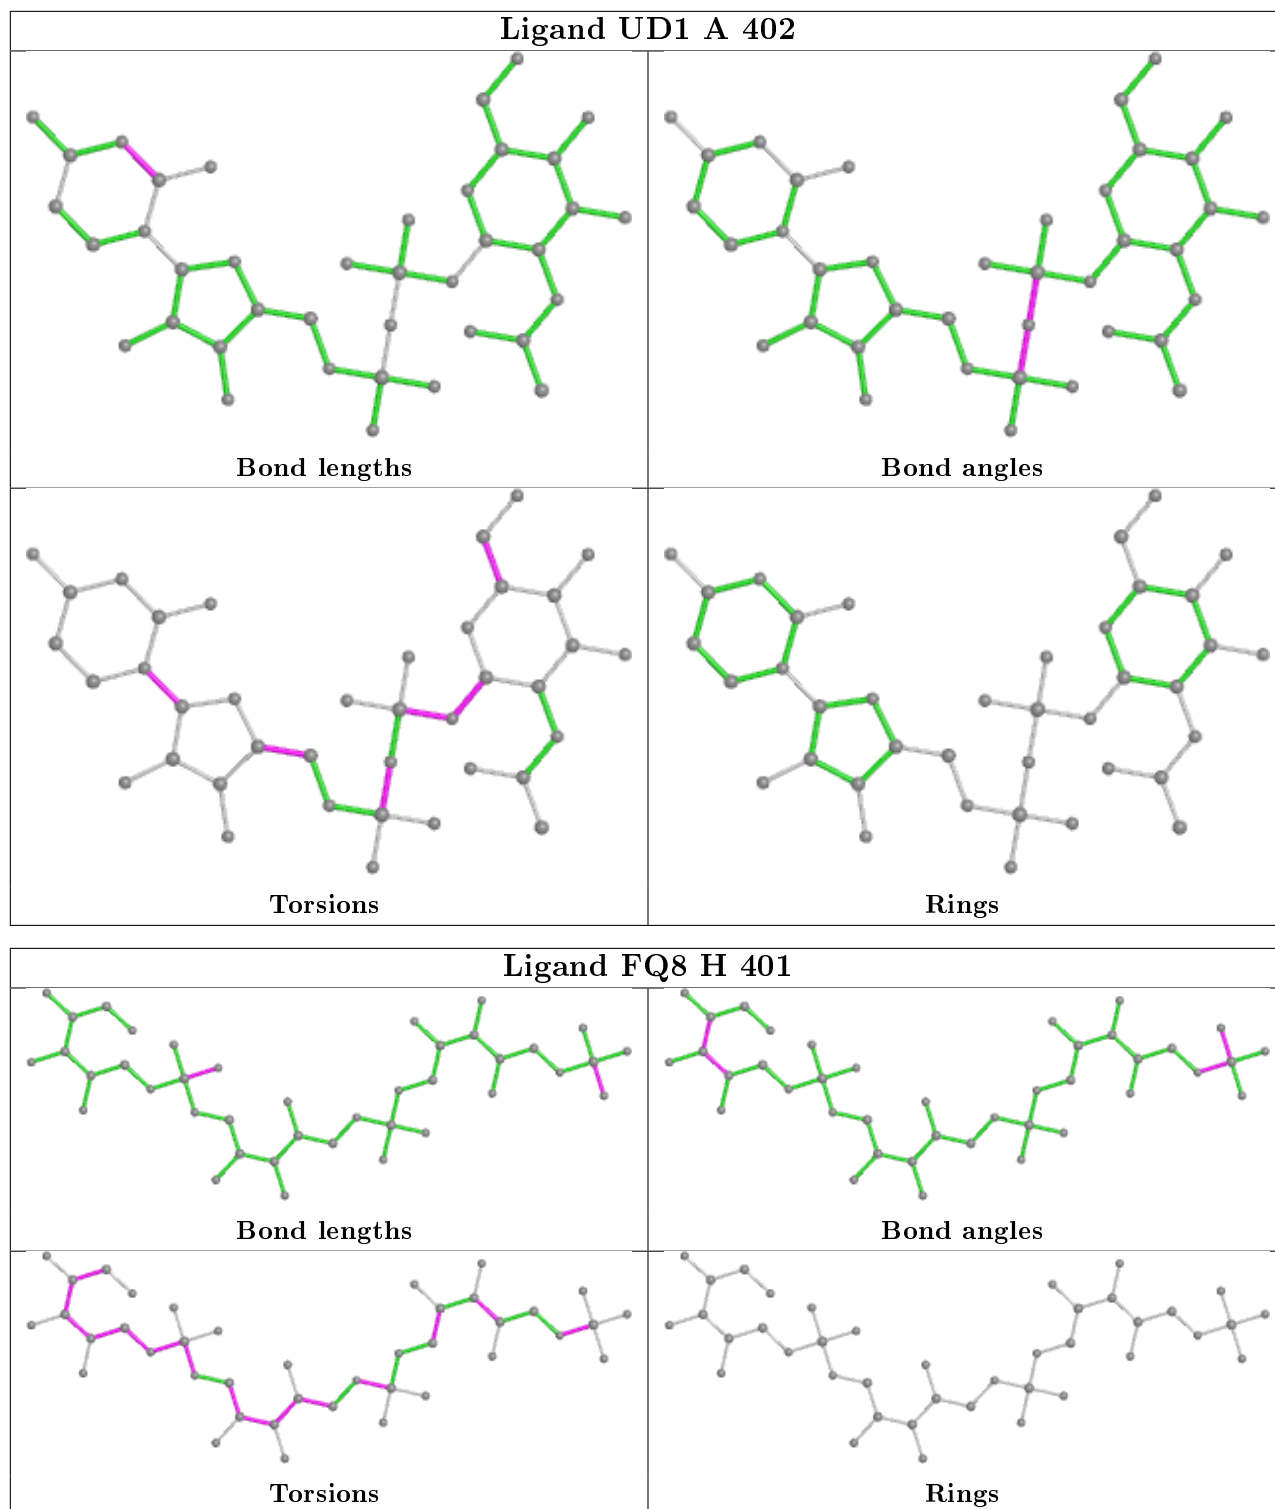 Ligand UD1 A 402
Bond lengths
Bond angles
Torsions
Rings
Ligand FQ8 H 401
Bond lengths
Bond angles
Torsions
Rings